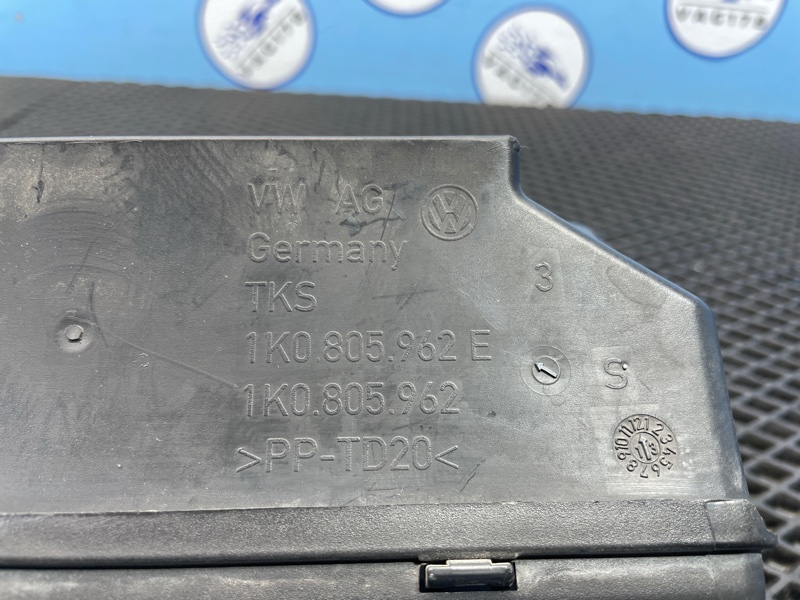 VW AG
Germany
TKS
1K0.805.962 E
1K0.805.962
>PP-TD20<
3
S